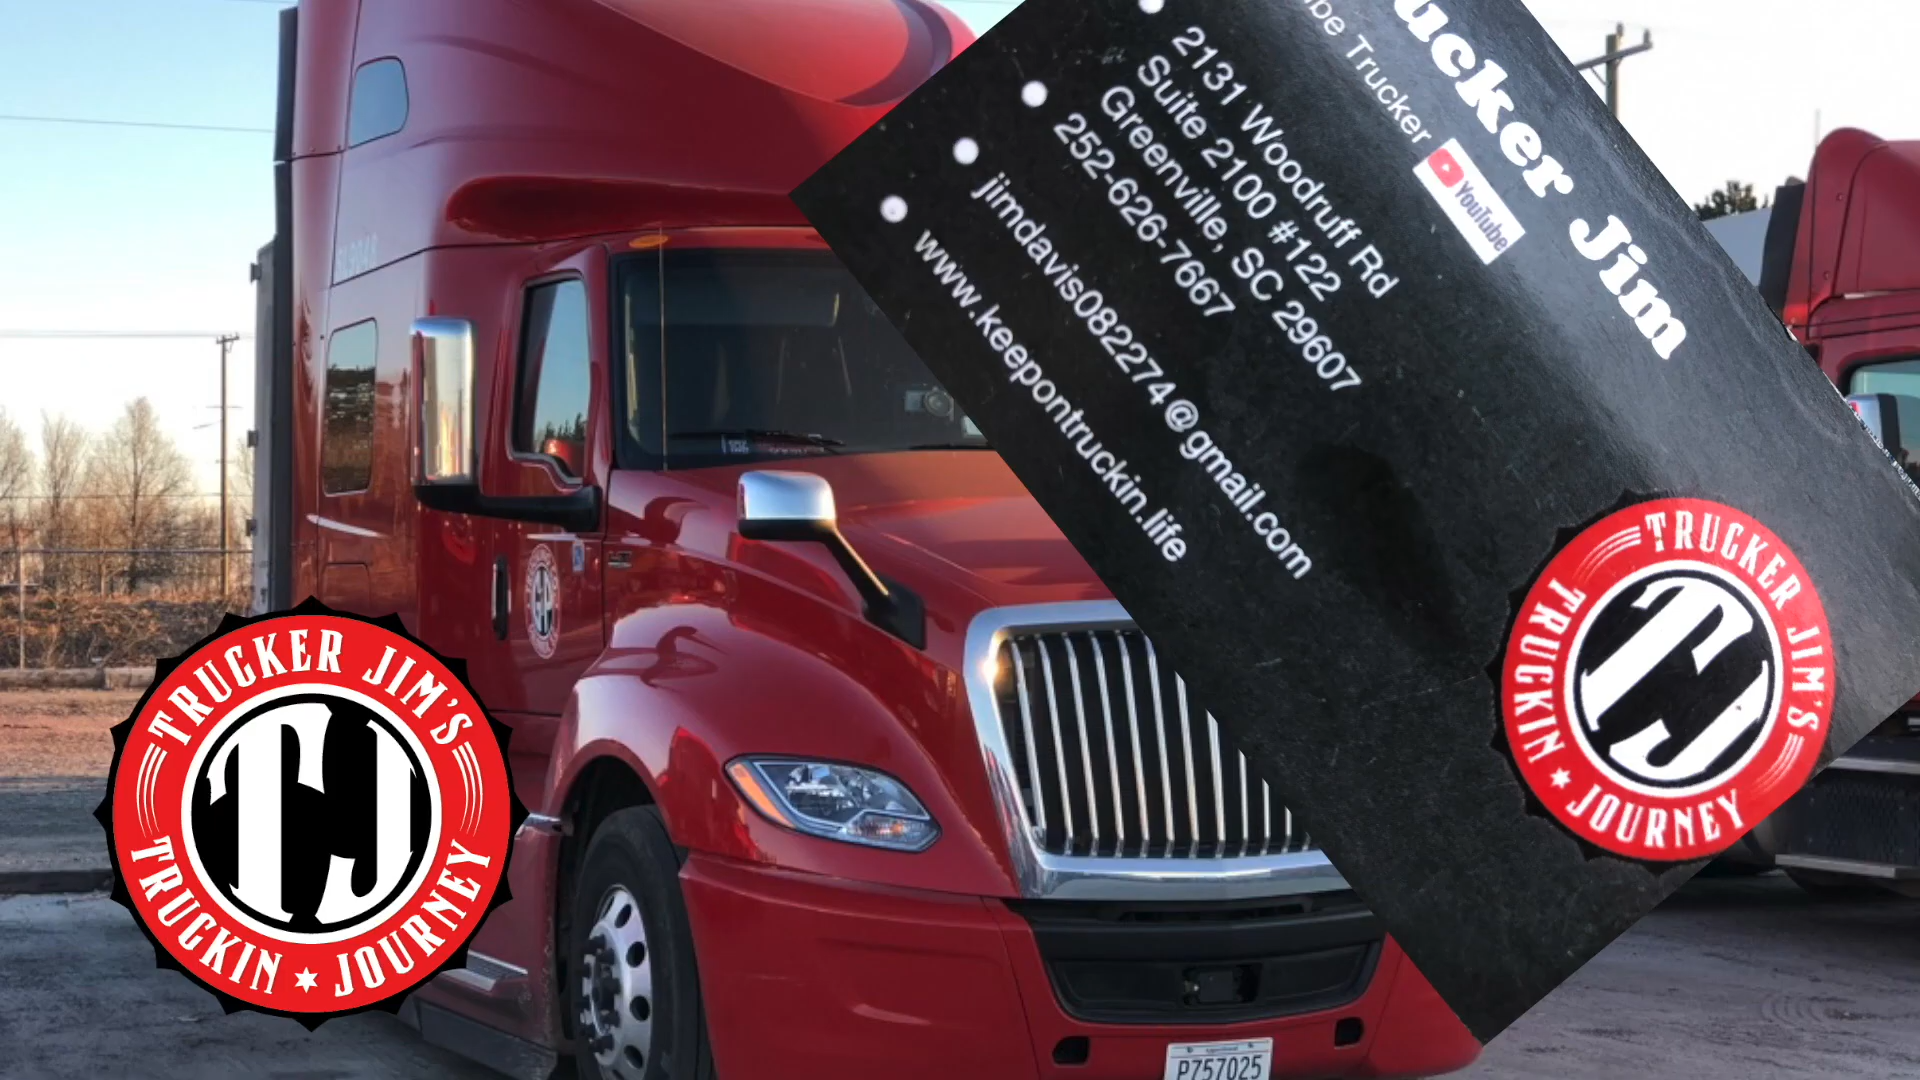 ucker Jim
be Trucker
YouTube
2131 Woodruff Rd
Suite 2100 #122
Greenville, SC 29607
252-626-7667
jimdavis082274@gmail.com
www.keepontruckin.life
TRUCKER JIM'S
TJ
TRUCKIN ★ JOURNEY
TRUCKER JIM'S
TJ
TRUCKIN ★ JOURNEY
P757025